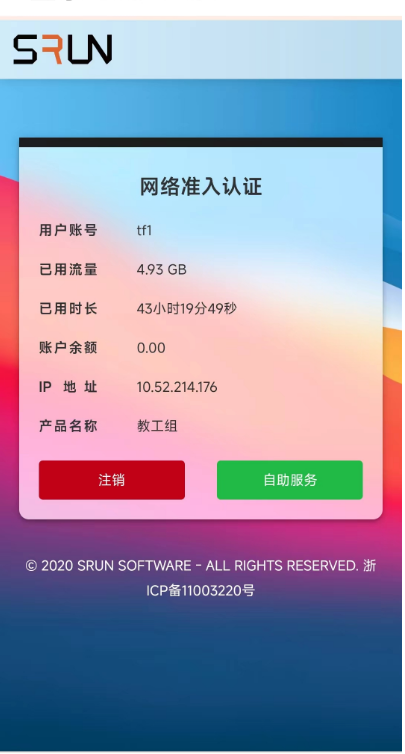 SRUN
网络准入认证
用户账号 tf1
已用流量 4.93 GB
已用时长 43小时19分49秒
账户余额 0.00
IP 地 址 10.52.214.176
产品名称 教工组
注销 自助服务
© 2020 SRUN SOFTWARE - ALL RIGHTS RESERVED. 浙
ICP备11003220号